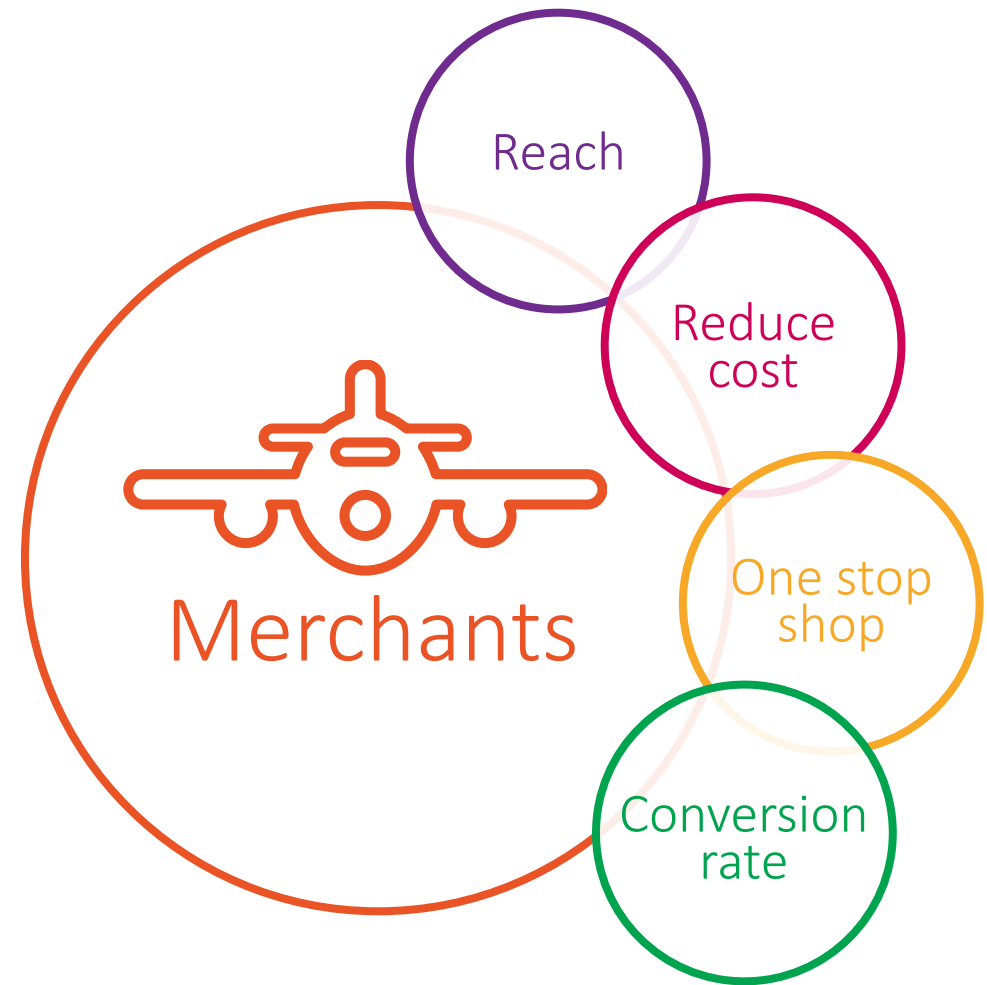 Reach
Reduce
cost
One stop
shop
Merchants
Conversion
rate